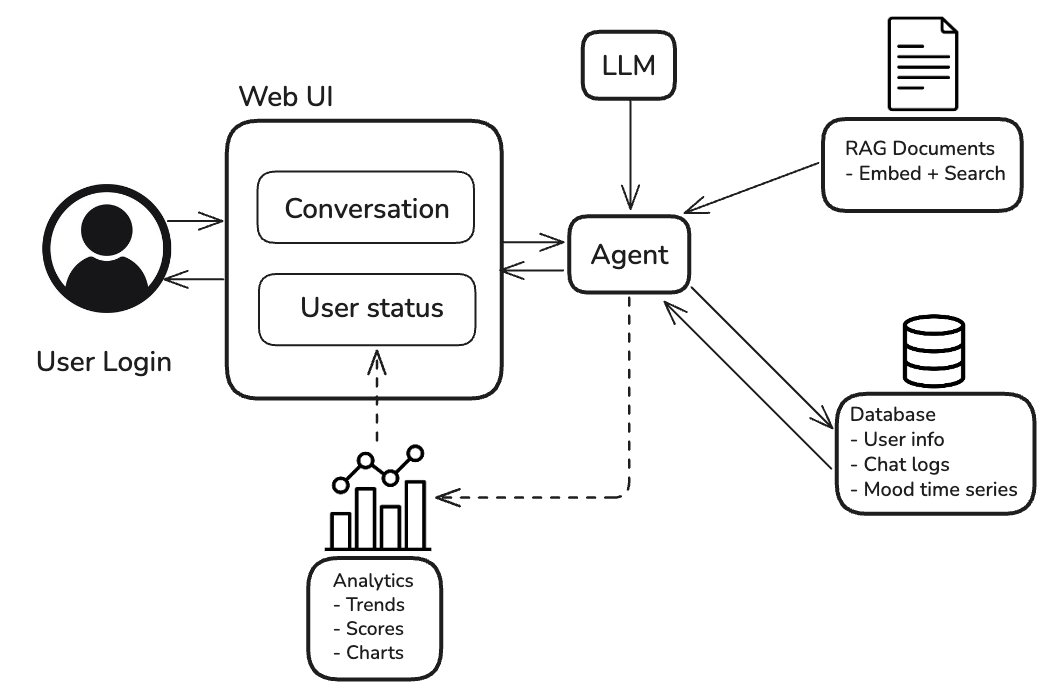 Web UI
Conversation
User status
User Login
LLM
Agent
RAG Documents
- Embed + Search
Database
- User info
- Chat logs
- Mood time series
Analytics
- Trends
- Scores
- Charts